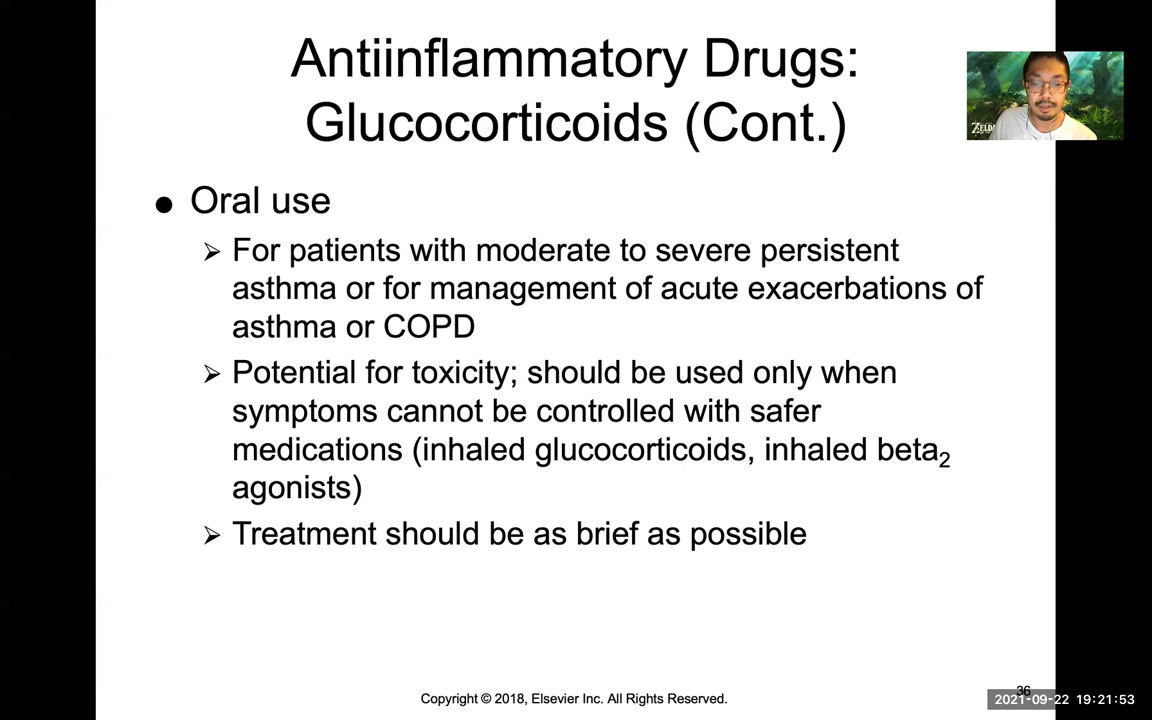 Antiinflammatory Drugs:
Glucocorticoids (Cont.)
ZELDA
● Oral use
➢ For patients with moderate to severe persistent
asthma or for management of acute exacerbations of
asthma or COPD
➢ Potential for toxicity; should be used only when
symptoms cannot be controlled with safer
medications (inhaled glucocorticoids, inhaled beta₂
agonists)
➢ Treatment should be as brief as possible
36
Copyright © 2018, Elsevier Inc. All Rights Reserved.
2021-09-22 19:21:53